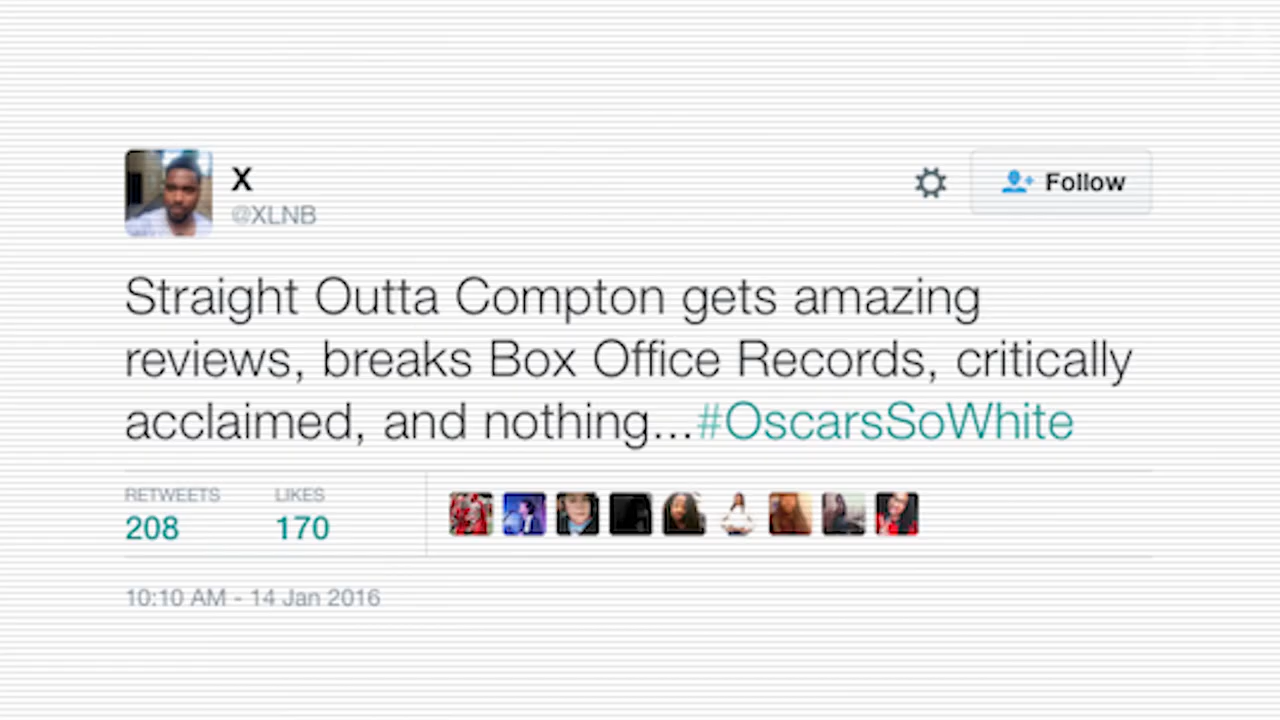 X
@XLNB
Follow
Straight Outta Compton gets amazing
reviews, breaks Box Office Records, critically
acclaimed, and nothing...#OscarsSoWhite
RETWEETS LIKES
208 170
10:10 AM - 14 Jan 2016